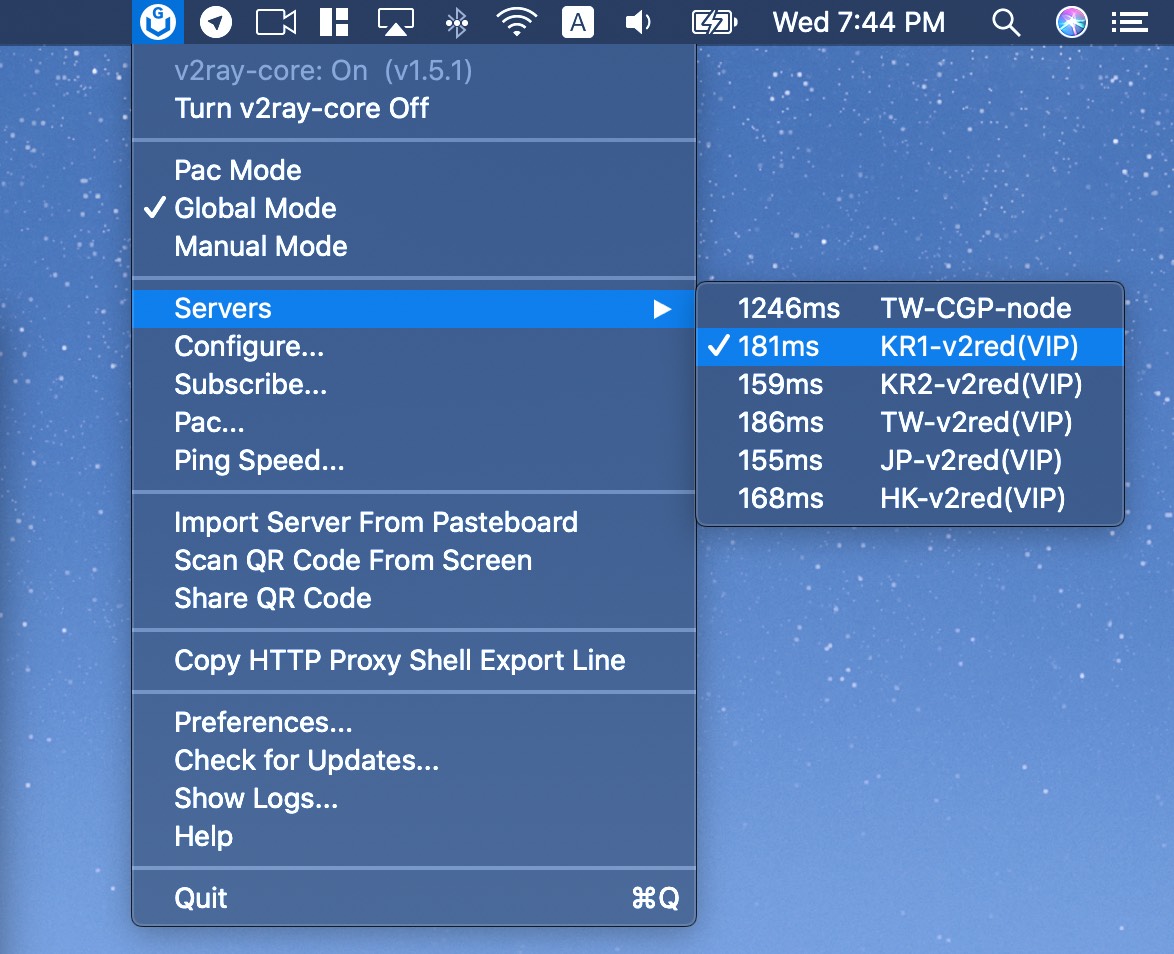 G
A
Wed 7:44 PM
v2ray-core: On (v1.5.1)
Turn v2ray-core Off
Pac Mode
✓ Global Mode
Manual Mode
Servers ▶
Configure...
Subscribe...
Pac...
Ping Speed...
Import Server From Pasteboard
Scan QR Code From Screen
Share QR Code
Copy HTTP Proxy Shell Export Line
Preferences...
Check for Updates...
Show Logs...
Help
Quit ⌘Q
1246ms TW-CGP-node
✓ 181ms KR1-v2red(VIP)
159ms KR2-v2red(VIP)
186ms TW-v2red(VIP)
155ms JP-v2red(VIP)
168ms HK-v2red(VIP)